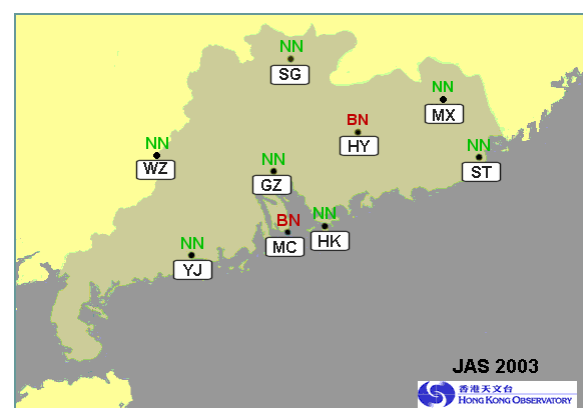 NN
SG
NN
MX
BN
HY
NN
WZ
NN
ST
NN
GZ
BN
MC
NN
HK
NN
YJ
JAS 2003
香港天文台
HONG KONG OBSERVATORY